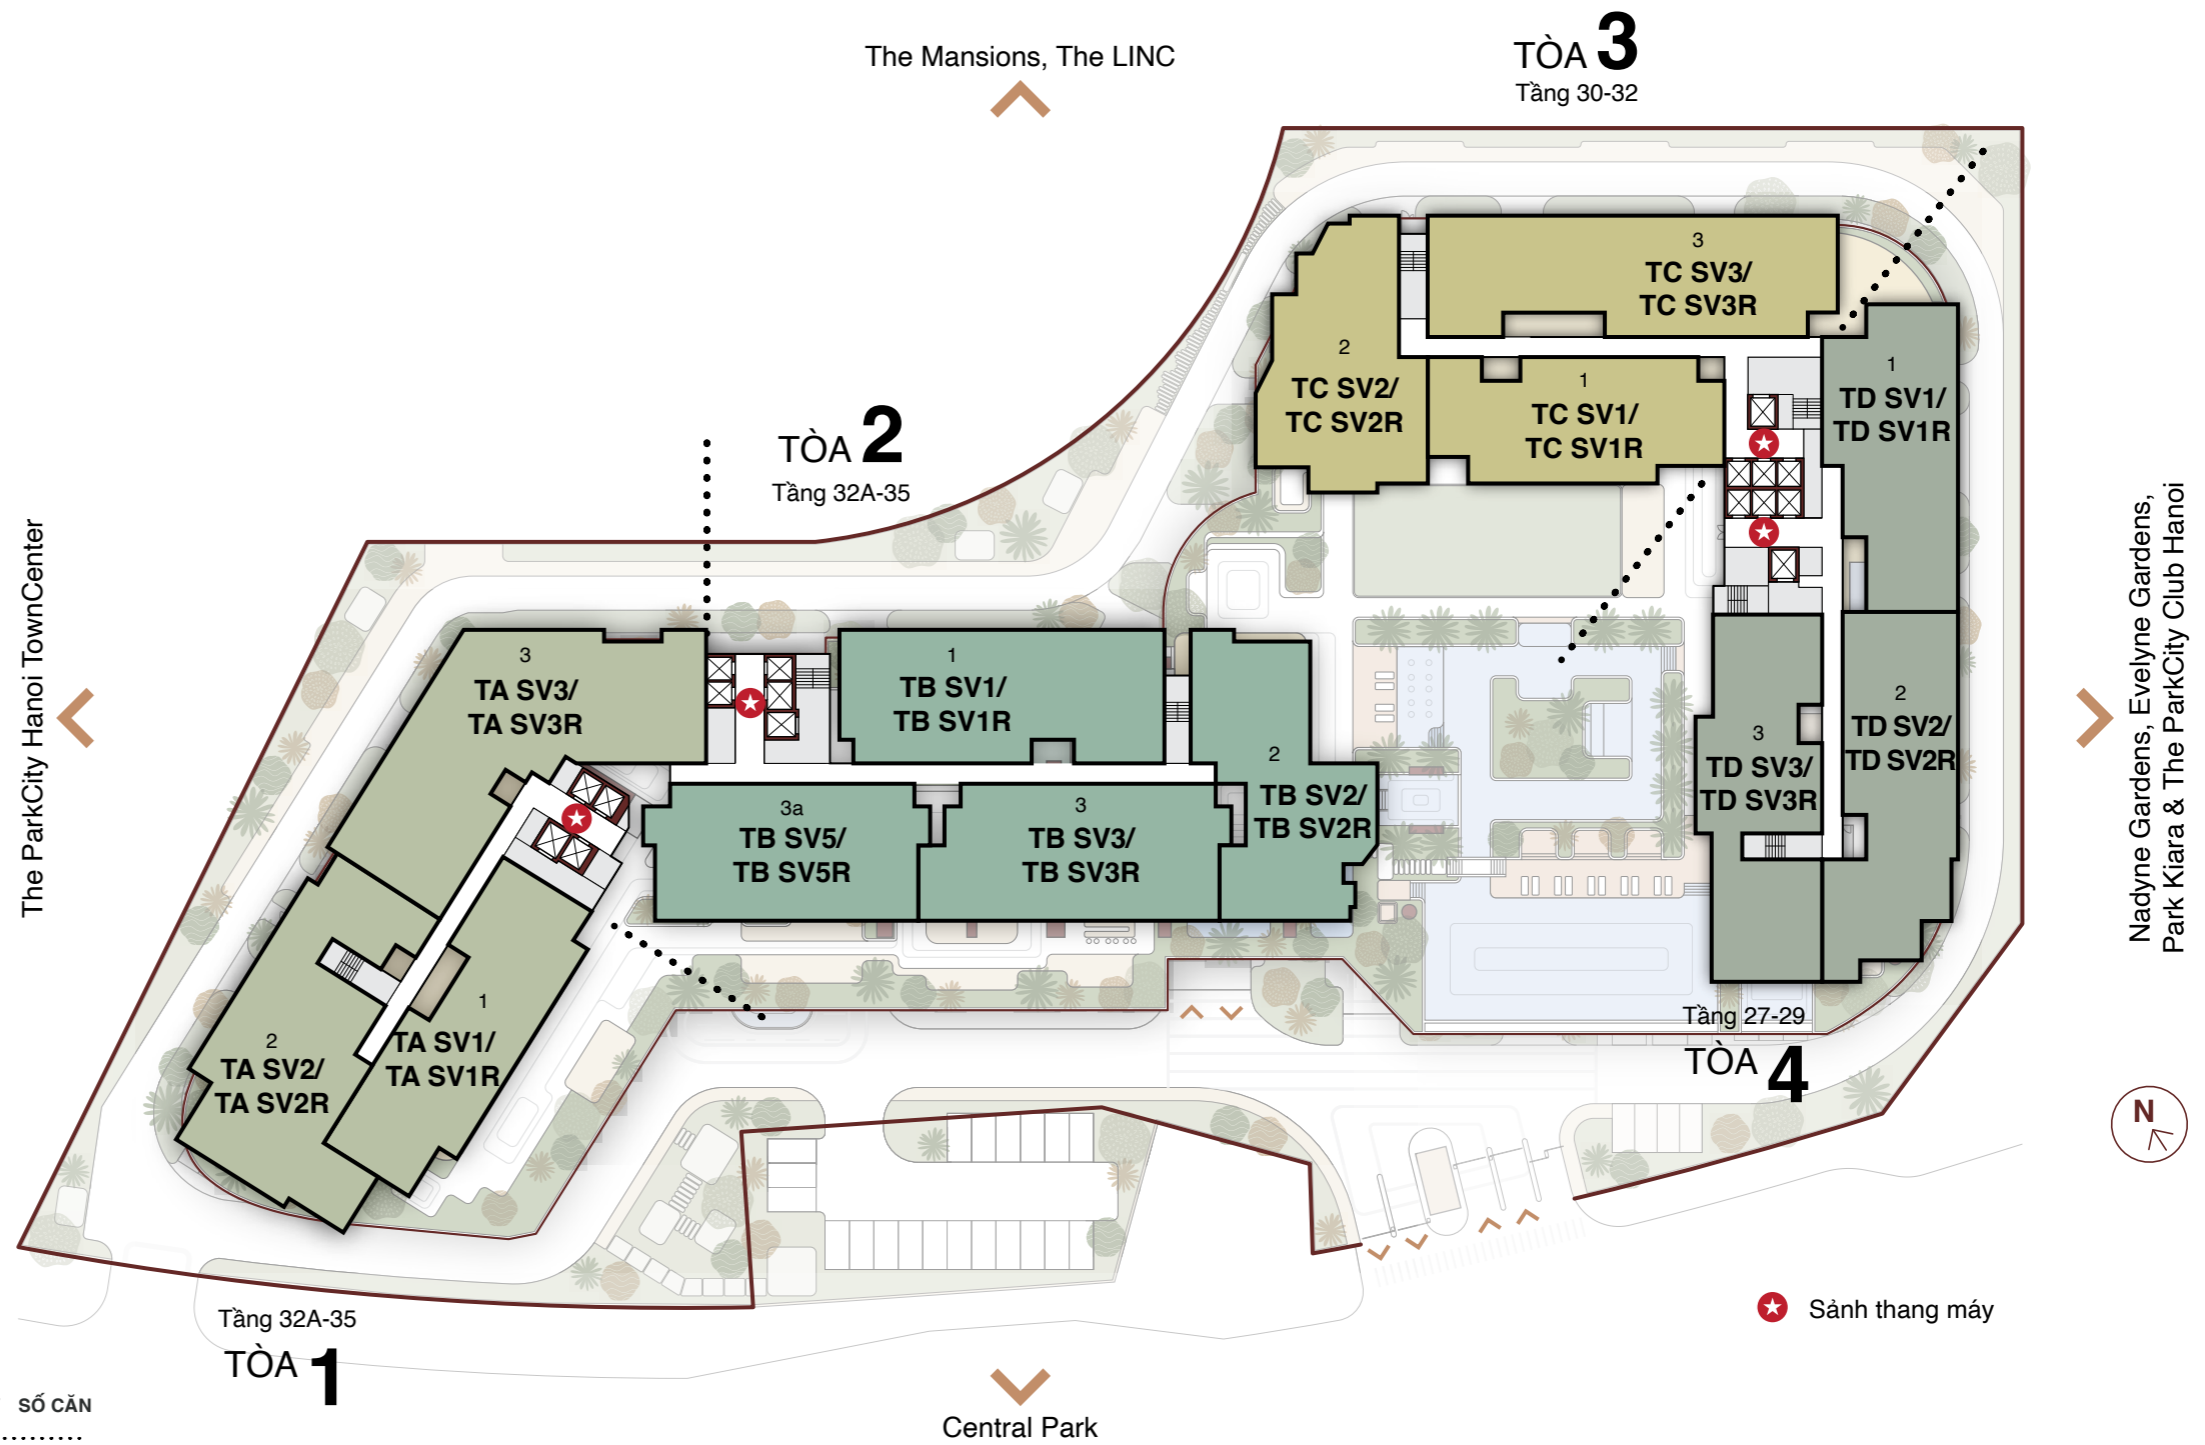 The Mansions, The LINC
TÒA 3
Tầng 30-32
3
TC SV3/
TC SV3R
2
TC SV2/
TC SV2R
1
TC SV1/
TC SV1R
1
TD SV1/
TD SV1R
TÒA 2
Tầng 32A-35
The ParkCity Hanoi TownCenter
Nadyne Gardens, Evelyne Gardens,
Park Kiara & The ParkCity Club Hanoi
3
TA SV3/
TA SV3R
1
TB SV1/
TB SV1R
2
TB SV2/
TB SV2R
3a
TB SV5/
TB SV5R
3
TB SV3/
TB SV3R
3
TD SV3/
TD SV3R
2
TD SV2/
TD SV2R
1
TA SV1/
TA SV1R
2
TA SV2/
TA SV2R
Tầng 27-29
TÒA 4
N
Sảnh thang máy
Tầng 32A-35
TÒA 1
SỐ CĂN
Central Park